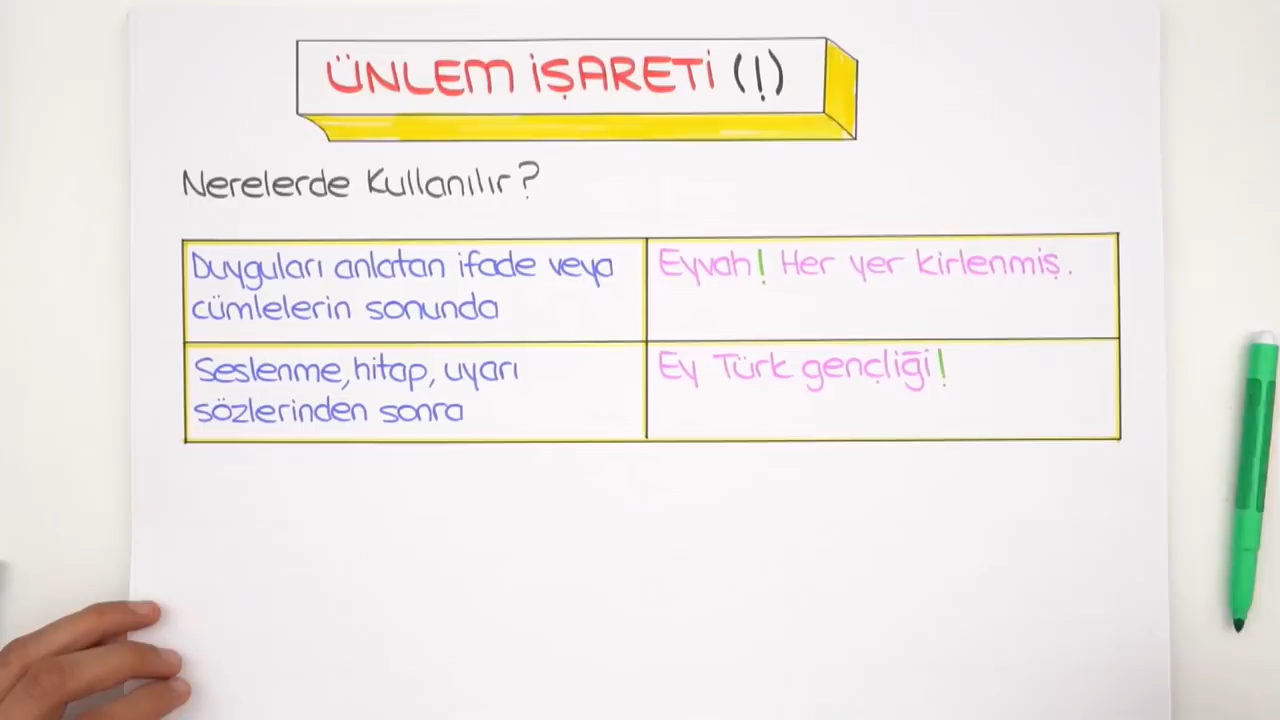 ÜNLEM İŞARETİ (!)
Nerelerde Kullanılır?
Duyguları anlatan ifade veya
cümlelerin sonunda
Eyvah! Her yer kirlenmiş.
Seslenme, hitap, uyarı
sözlerinden sonra
Ey Türk gençliği!